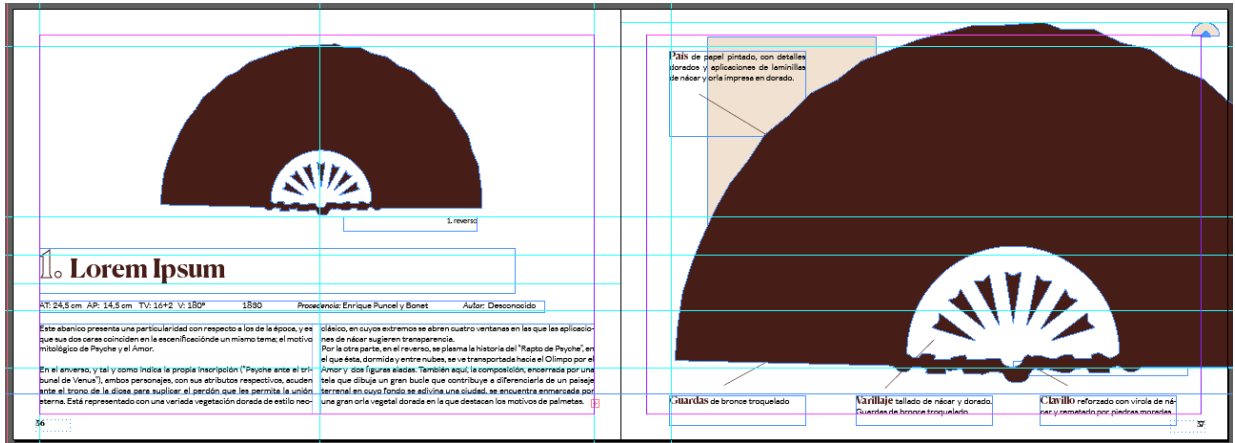 1. reverso
1. Lorem Ipsum
AT: 24,5 cm AP: 14,5 cm TV: 16+2 V: 180º 1830 Procedencia: Enrique Puncel y Bonet Autor: Desconocido
Este abanico presenta una particularidad con respecto a los de la época, y es
que sus dos caras coinciden en la escenificaciónde un mismo tema; el motivo
mitológico de Psyche y el Amor.
En el anverso, y tal y como indica la propia inscripción ("Psyche ante el tri-
bunal de Venus"), ambos personajes, con sus atributos respectivos, acuden
ante el trono de la diosa para suplicar el perdón que les permita la unión
eterna. Está representado con una variada vegetación dorada de estilo neo-
clásico, en cuyos extremos se abren cuatro ventanas en las que las aplicacio-
nes de nácar sugieren transparencia.
Por la otra parte, en el reverso, se plasma la historia del "Rapto de Psyche", en
el que ésta, dormida y entre nubes, se ve transportada hacia el Olimpo por el
Amor y dos figuras aladas. También aquí, la composición, encerrada por una
tela que dibuja un gran bucle que contribuye a diferenciarla de un paisaje
terrenal en cuyo fondo se adivina una ciudad, se encuentra enmarcada por
una gran orla vegetal dorada en la que destacan los motivos de palmetas.
36
País de papel pintado, con detalles
dorados y aplicaciones de laminillas
de nácar y orla impresa en dorado.
Guardas de bronce troquelado
Varillaje tallado de nácar y dorado.
Guardas de bronce troquelado
Clavillo reforzado con virola de ná-
car y rematado por piedras moradas
37